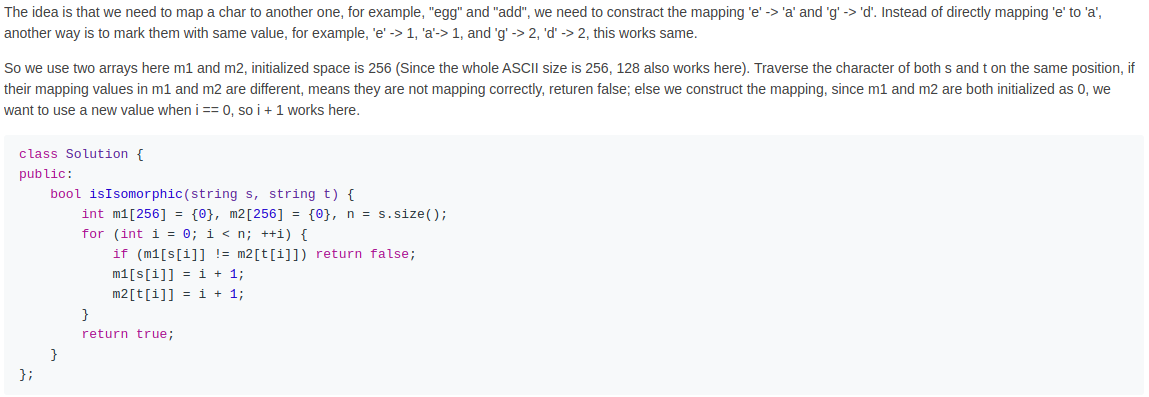 The idea is that we need to map a char to another one, for example, "egg" and "add", we need to constract the mapping 'e' -> 'a' and 'g' -> 'd'. Instead of directly mapping 'e' to 'a',
another way is to mark them with same value, for example, 'e' -> 1, 'a'-> 1, and 'g' -> 2, 'd' -> 2, this works same.
So we use two arrays here m1 and m2, initialized space is 256 (Since the whole ASCII size is 256, 128 also works here). Traverse the character of both s and t on the same position, if
their mapping values in m1 and m2 are different, means they are not mapping correctly, returen false; else we construct the mapping, since m1 and m2 are both initialized as 0, we
want to use a new value when i == 0, so i + 1 works here.
class Solution {
public:
    bool isIsomorphic(string s, string t) {
        int m1[256] = {0}, m2[256] = {0}, n = s.size();
        for (int i = 0; i < n; ++i) {
            if (m1[s[i]] != m2[t[i]]) return false;
            m1[s[i]] = i + 1;
            m2[t[i]] = i + 1;
        }
        return true;
    }
};